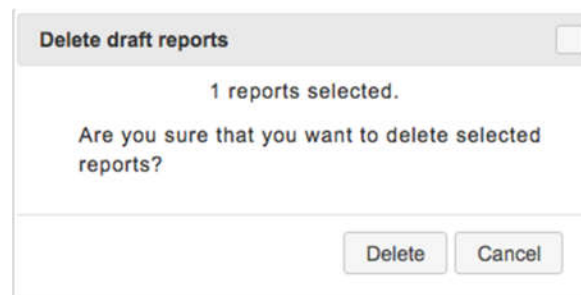 Delete draft reports
1 reports selected.
Are you sure that you want to delete selected
reports?
Delete Cancel